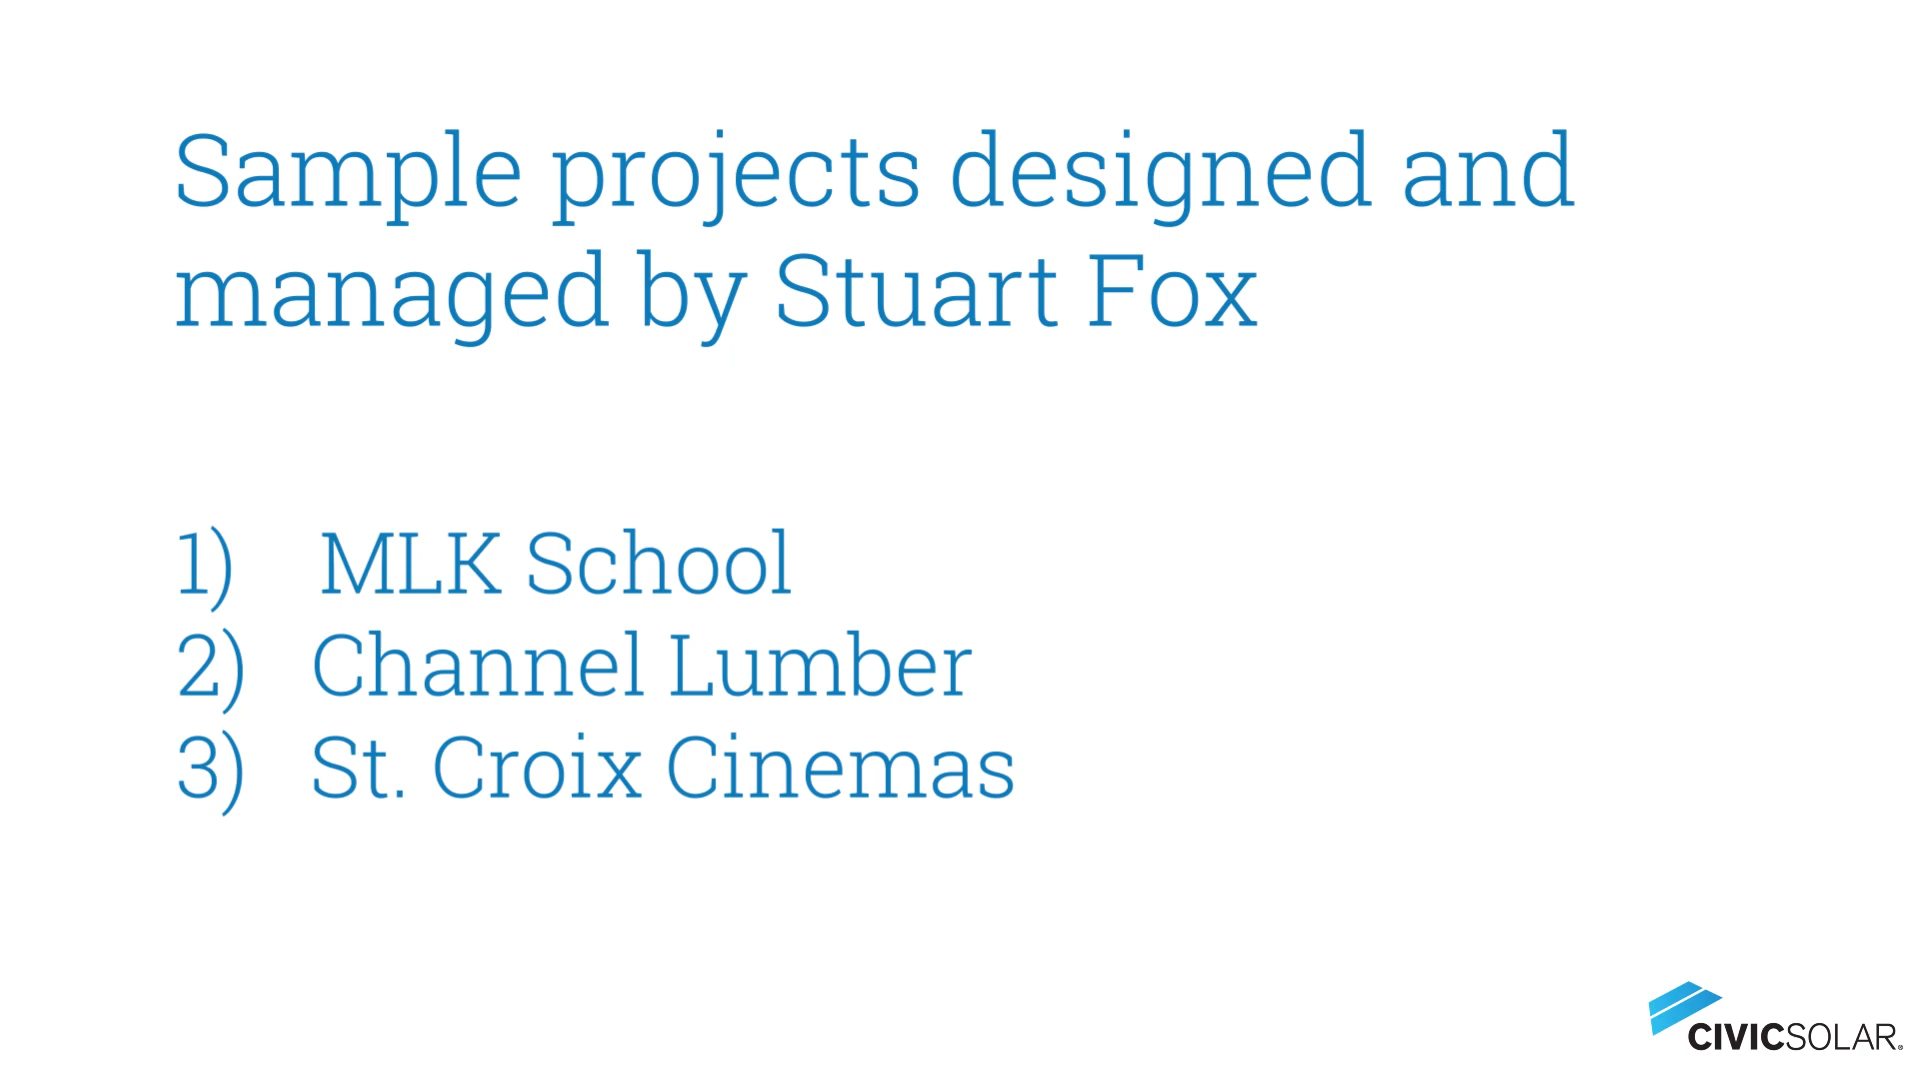 Sample projects designed and
managed by Stuart Fox
1) MLK School
2) Channel Lumber
3) St. Croix Cinemas
CIVICSOLAR®